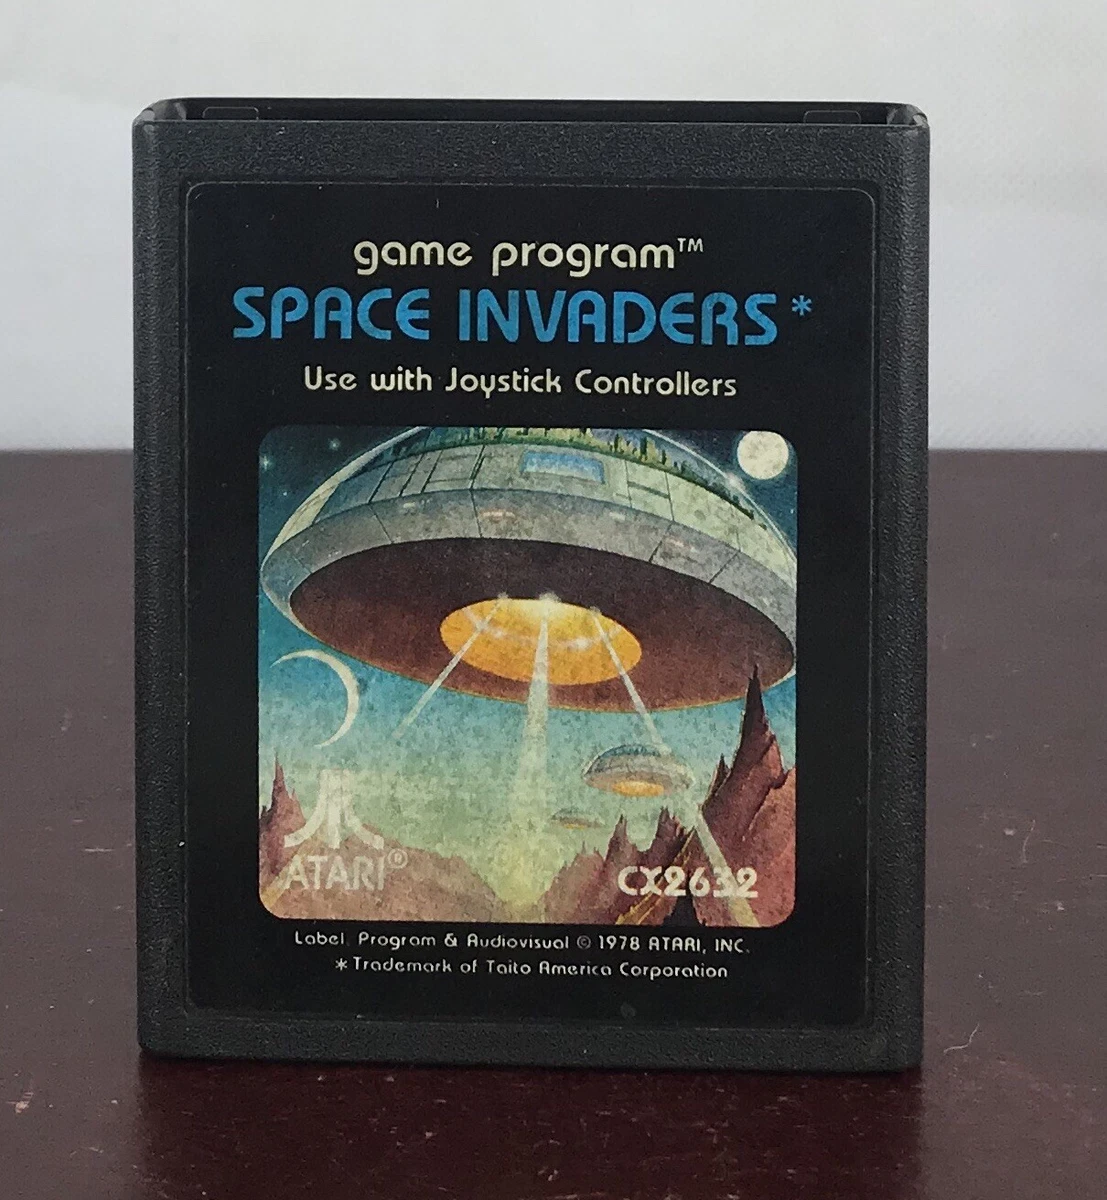 game program™
SPACE INVADERS*
Use with Joystick Controllers
ATARI®
CX2632
Label, Program & Audiovisual © 1978 ATARI, INC.
*Trademark of Taito America Corporation